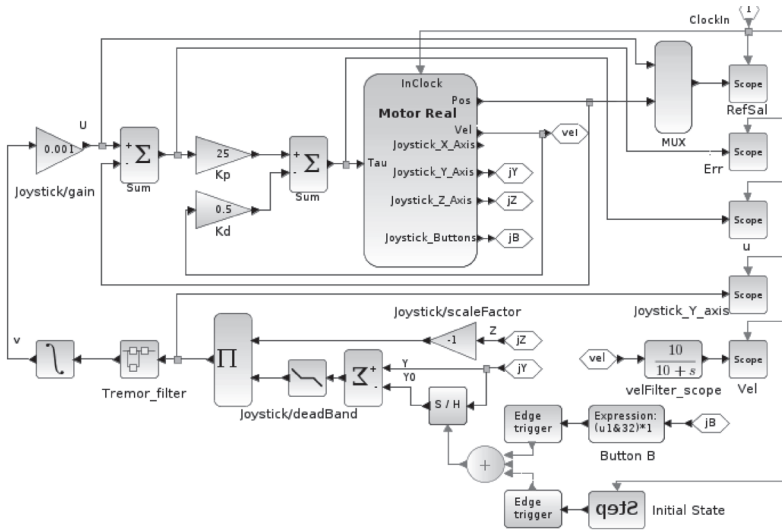 1
ClockIn
InClock
Motor Real
Pos
Vel
Joystick_X_Axis
Tau
Joystick_Y_Axis
Joystick_Z_Axis
Joystick_Buttons
vel
jY
jZ
jB
MUX
Scope
RefSal
Scope
Err
Scope
u
Scope
Joystick_Y_axis
Scope
Vel
U
0.001
Joystick/gain
+
-
Σ
Sum
25
Kp
+
-
Σ
Sum
0.5
Kd
v
∫
Tremor_filter
Π
Joystick/scaleFactor
-1
Z
jZ
Joystick/deadBand
Σ
+
-
Y
Y0
jY
S / H
vel
10
10 + s
velFilter_scope
Edge
trigger
Expression:
(u1&32)*1
jB
Button B
+
Edge
trigger
Step
Initial State